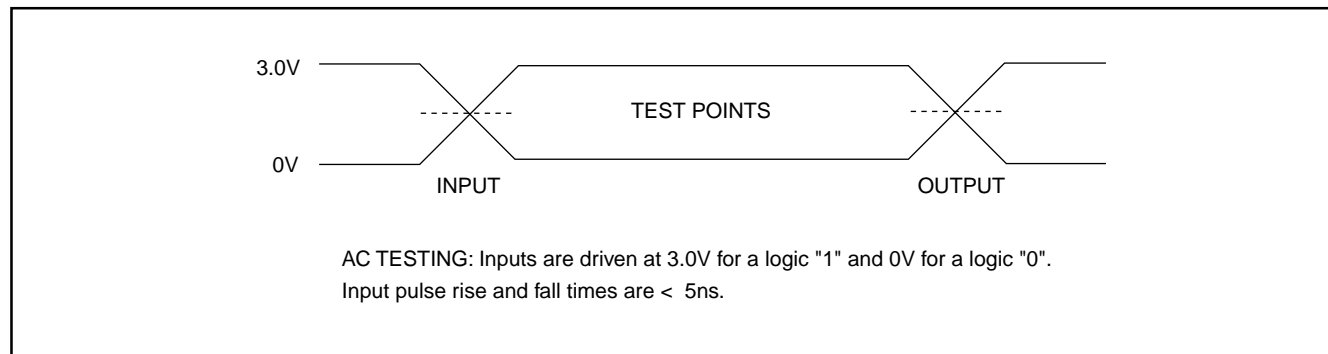 3.0V
TEST POINTS
0V
INPUT
OUTPUT
AC TESTING: Inputs are driven at 3.0V for a logic "1" and 0V for a logic "0".
Input pulse rise and fall times are < 5ns.